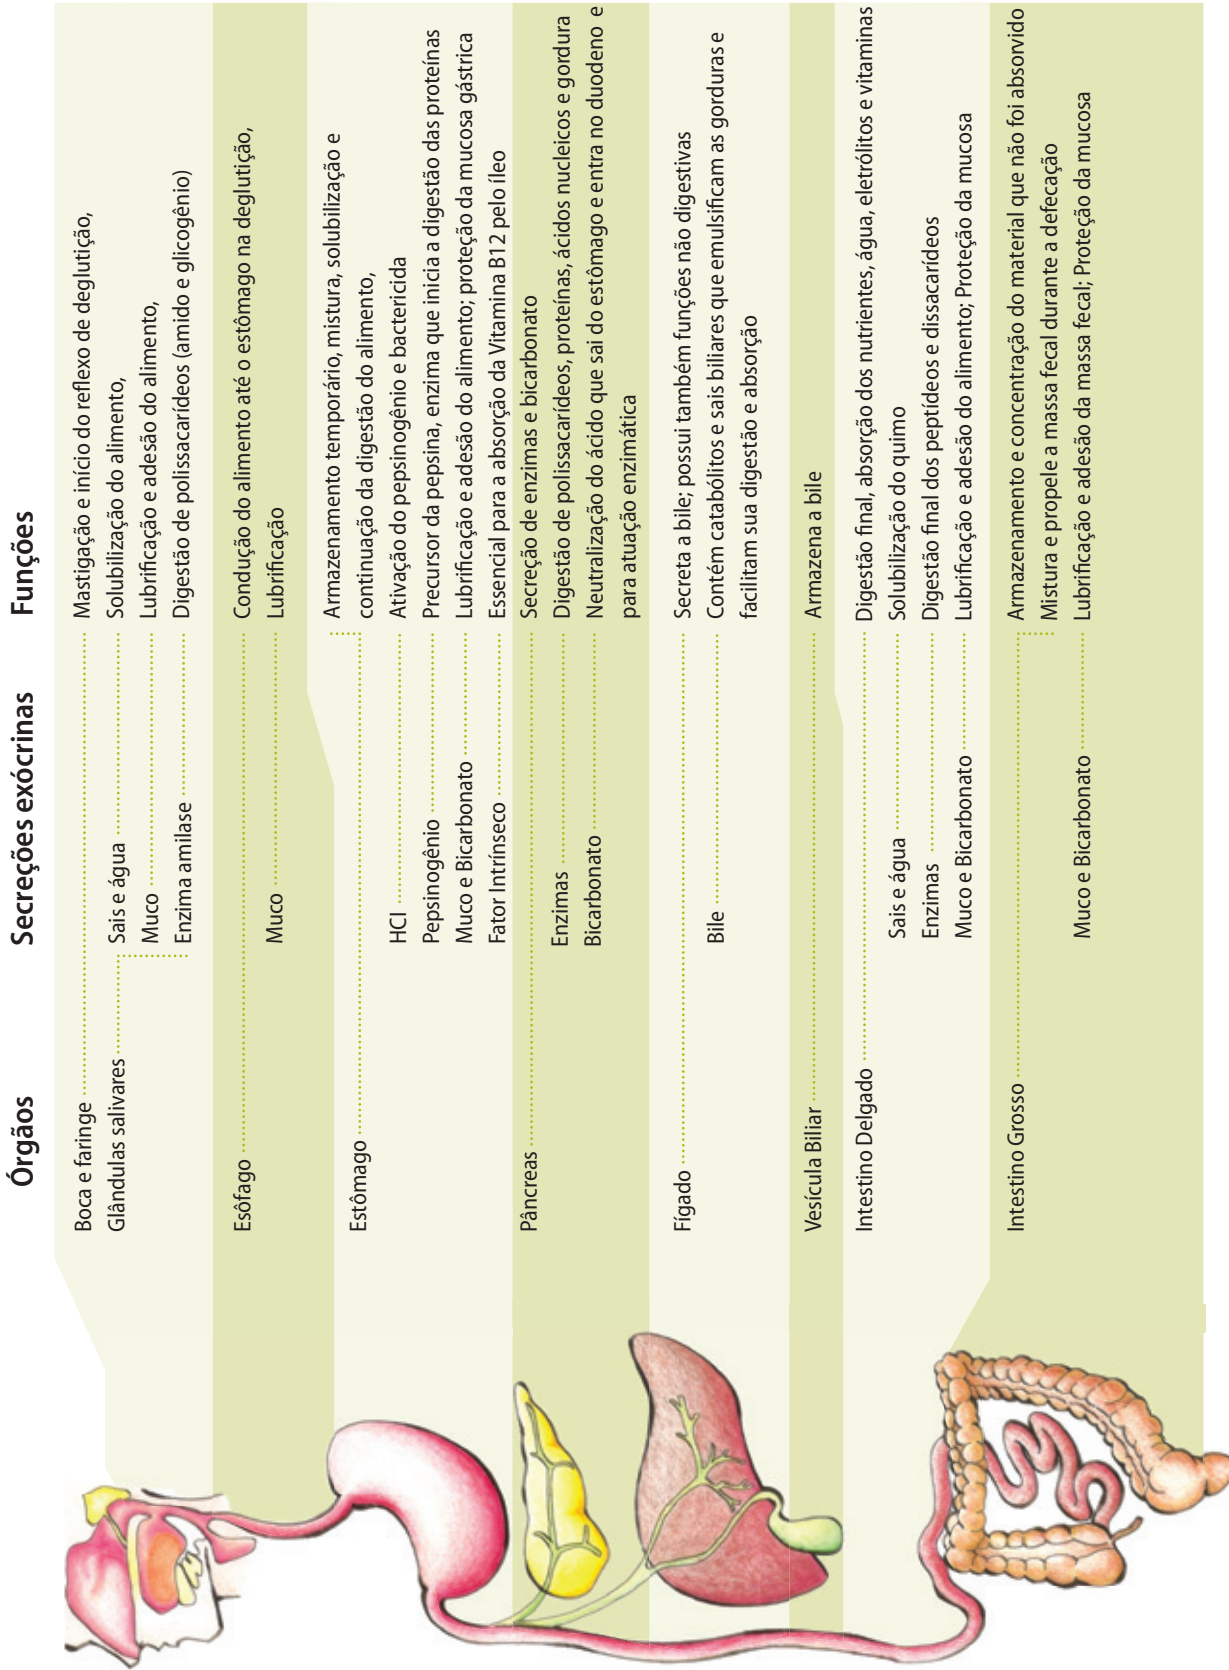 Órgãos
Secreções exócrinas
Funções
Boca e faringe
Mastigação e início do reflexo de deglutição,
Glândulas salivares
Sais e água
Solubilização do alimento,
Muco
Lubrificação e adesão do alimento,
Enzima amilase
Digestão de polissacarídeos (amido e glicogênio)
Esôfago
Condução do alimento até o estômago na deglutição,
Muco
Lubrificação
Estômago
Armazenamento temporário, mistura, solubilização e
continuação da digestão do alimento,
HCl
Ativação do pepsinogênio e bactericida
Pepsinogênio
Precursor da pepsina, enzima que inicia a digestão das proteínas
Muco e Bicarbonato
Lubrificação e adesão do alimento; proteção da mucosa gástrica
Fator Intrínseco
Essencial para a absorção da Vitamina B12 pelo íleo
Pâncreas
Secreção de enzimas e bicarbonato
Enzimas
Digestão de polissacarídeos, proteínas, ácidos nucleicos e gordura
Bicarbonato
Neutralização do ácido que sai do estômago e entra no duodeno e
para atuação enzimática
Fígado
Secreta a bile; possui também funções não digestivas
Bile
Contém catabólitos e sais biliares que emulsificam as gorduras e
facilitam sua digestão e absorção
Vesícula Biliar
Armazena a bile
Intestino Delgado
Digestão final, absorção dos nutrientes, água, eletrólitos e vitaminas
Sais e água
Solubilização do quimo
Enzimas
Digestão final dos peptídeos e dissacarídeos
Muco e Bicarbonato
Lubrificação e adesão do alimento; Proteção da mucosa
Intestino Grosso
Armazenamento e concentração do material que não foi absorvido
Mistura e propele a massa fecal durante a defecação
Muco e Bicarbonato
Lubrificação e adesão da massa fecal; Proteção da mucosa